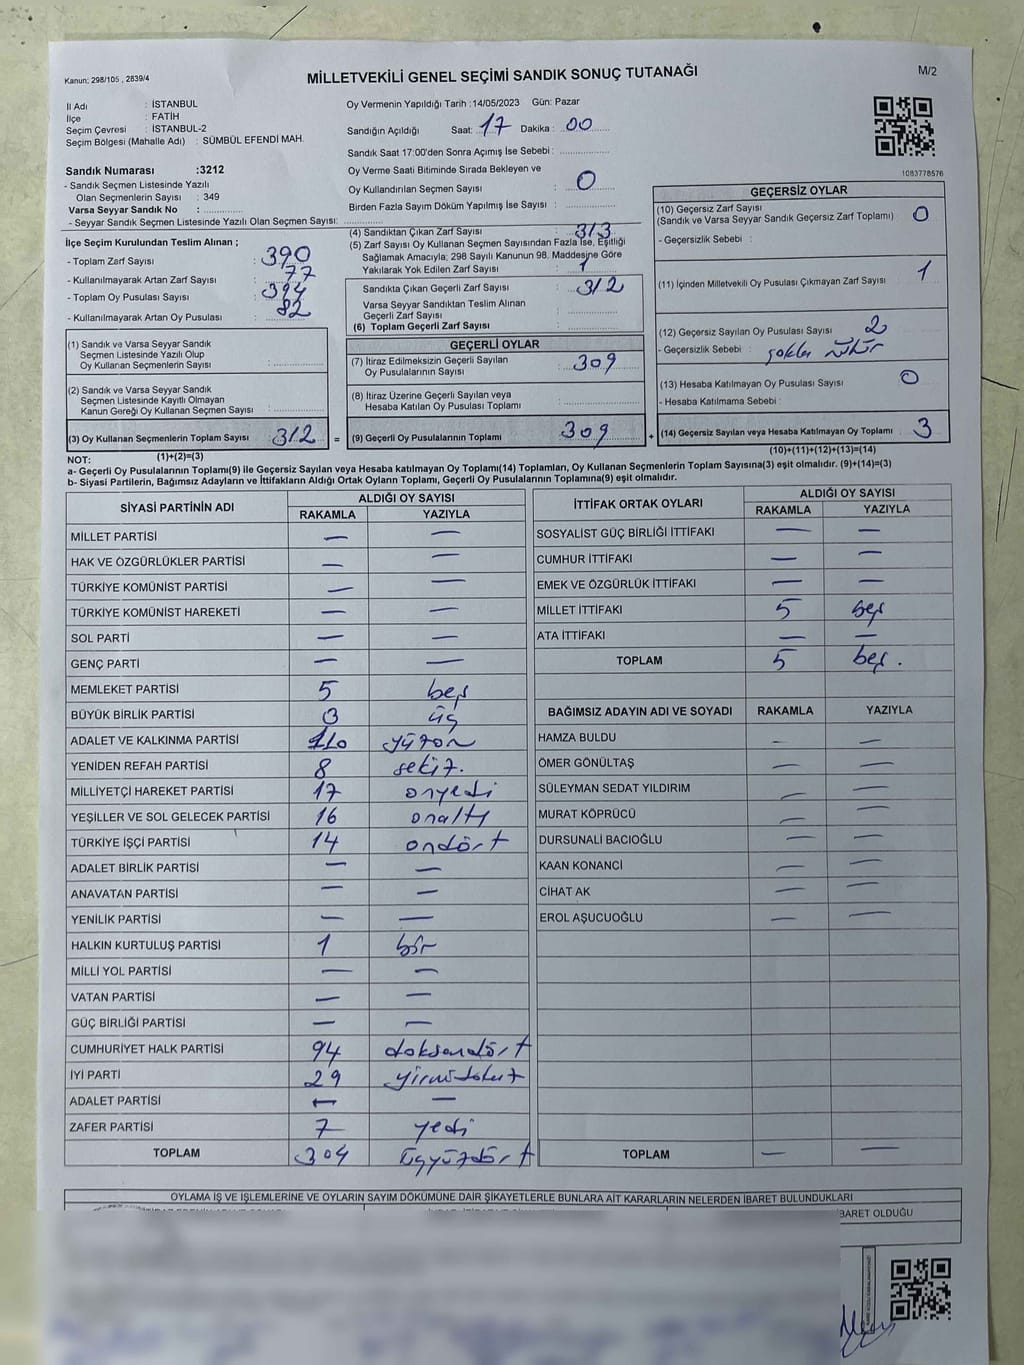 Kanun: 298/105 , 2839/4
MİLLETVEKİLİ GENEL SEÇİMİ SANDIK SONUÇ TUTANAĞI
M/2
İl Adı : İSTANBUL
İlçe : FATİH
Seçim Çevresi : İSTANBUL-2
Seçim Bölgesi (Mahalle Adı) : SÜMBÜL EFENDİ MAH.
Sandık Numarası :3212
- Sandık Seçmen Listesinde Yazılı
Olan Seçmenlerin Sayısı : 349
Varsa Seyyar Sandık No :
- Seyyar Sandık Seçmen Listesinde Yazılı Olan Seçmen Sayısı:
Oy Vermenin Yapıldığı Tarih :14/05/2023 Gün: Pazar
Sandığın Açıldığı Saat: 17 Dakika : 00
Sandık Saat 17:00'den Sonra Açımış İse Sebebi :
Oy Verme Saati Bitiminde Sırada Bekleyen ve
Oy Kullandırılan Seçmen Sayısı : 0
Birden Fazla Sayım Döküm Yapılmış İse Sayısı :
1083778576
İlçe Seçim Kurulundan Teslim Alınan ;
- Toplam Zarf Sayısı : 390
- Kullanılmayarak Artan Zarf Sayısı : 77
- Toplam Oy Pusulası Sayısı : 394
- Kullanılmayarak Artan Oy Pusulası : 82
(4) Sandıktan Çıkan Zarf Sayısı : 313
(5) Zarf Sayısı Oy Kullanan Seçmen Sayısından Fazla İse, Eşitliği
Sağlamak Amacıyla; 298 Sayılı Kanunun 98. Maddesine Göre
Yakılarak Yok Edilen Zarf Sayısı : 1
Sandıkta Çıkan Geçerli Zarf Sayısı : 312
Varsa Seyyar Sandıktan Teslim Alınan
Geçerli Zarf Sayısı :
(6) Toplam Geçerli Zarf Sayısı :
GEÇERSİZ OYLAR
(10) Geçersiz Zarf Sayısı : 0
(Sandık ve Varsa Seyyar Sandık Geçersiz Zarf Toplamı)
- Geçersizlik Sebebi :
(11) İçinden Milletvekili Oy Pusulası Çıkmayan Zarf Sayısı : 1
(12) Geçersiz Sayılan Oy Pusulası Sayısı : 2
- Geçersizlik Sebebi :
(13) Hesaba Katılmayan Oy Pusulası Sayısı : 0
- Hesaba Katılmama Sebebi :
(1) Sandık ve Varsa Seyyar Sandık
Seçmen Listesinde Yazılı Olup
Oy Kullanan Seçmenlerin Sayısı :
(2) Sandık ve Varsa Seyyar Sandık
Seçmen Listesinde Kayıtlı Olmayan
Kanun Gereği Oy Kullanan Seçmen Sayısı :
GEÇERLİ OYLAR
(7) İtiraz Edilmeksizin Geçerli Sayılan
Oy Pusulalarının Sayısı : 309
(8) İtiraz Üzerine Geçerli Sayılan veya
Hesaba Katılan Oy Pusulası Toplamı :
(3) Oy Kullanan Seçmenlerin Toplam Sayısı : 312 = (9) Geçerli Oy Pusulalarının Toplamı : 309 + (14) Geçersiz Sayılan veya Hesaba Katılmayan Oy Toplamı : 3
NOT: (1)+(2)=(3) (10)+(11)+(12)+(13)=(14)
a- Geçerli Oy Pusulalarının Toplamı(9) ile Geçersiz Sayılan veya Hesaba katılmayan Oy Toplamı(14) Toplamları, Oy Kullanan Seçmenlerin Toplam Sayısına(3) eşit olmalıdır. (9)+(14)=(3)
b- Siyasi Partilerin, Bağımsız Adayların ve İttifakların Aldığı Ortak Oyların Toplamı, Geçerli Oy Pusulalarının Toplamına(9) eşit olmalıdır.
SİYASİ PARTİNİN ADI ALDIĞI OY SAYISI
RAKAMLA YAZIYLA
MİLLET PARTİSİ — —
HAK VE ÖZGÜRLÜKLER PARTİSİ — —
TÜRKİYE KOMÜNİST PARTİSİ — —
TÜRKİYE KOMÜNİST HAREKETİ — —
SOL PARTİ — —
GENÇ PARTİ — —
MEMLEKET PARTİSİ 5 beş
BÜYÜK BİRLİK PARTİSİ 3 üç
ADALET VE KALKINMA PARTİSİ 110 yüzon
YENİDEN REFAH PARTİSİ 8 sekiz.
MİLLİYETÇİ HAREKET PARTİSİ 17 onyedi
YEŞİLLER VE SOL GELECEK PARTİSİ 16 onaltı
TÜRKİYE İŞÇİ PARTİSİ 14 ondört
ADALET BİRLİK PARTİSİ — —
ANAVATAN PARTİSİ — —
YENİLİK PARTİSİ — —
HALKIN KURTULUŞ PARTİSİ 1 bir
MİLLİ YOL PARTİSİ — —
VATAN PARTİSİ — —
GÜÇ BİRLİĞİ PARTİSİ — —
CUMHURİYET HALK PARTİSİ 94 doksandört
İYİ PARTİ 29 yirmidokuz
ADALET PARTİSİ — —
ZAFER PARTİSİ 7 yedi
TOPLAM 304 üçyüzdört
İTTİFAK ORTAK OYLARI ALDIĞI OY SAYISI
RAKAMLA YAZIYLA
SOSYALİST GÜÇ BİRLİĞİ İTTİFAKI — —
CUMHUR İTTİFAKI — —
EMEK VE ÖZGÜRLÜK İTTİFAKI — —
MİLLET İTTİFAKI 5 beş
ATA İTTİFAKI — —
TOPLAM 5 beş.
BAĞIMSIZ ADAYIN ADI VE SOYADI RAKAMLA YAZIYLA
HAMZA BULDU — —
ÖMER GÖNÜLTAŞ — —
SÜLEYMAN SEDAT YILDIRIM — —
MURAT KÖPRÜCÜ — —
DURSUNALİ BACIOĞLU — —
KAAN KONANCİ — —
CİHAT AK — —
EROL AŞUCUOĞLU — —
TOPLAM — —
OYLAMA İŞ VE İŞLEMLERİNE VE OYLARIN SAYIM DÖKÜMÜNE DAİR ŞİKAYETLERLE BUNLARA AİT KARARLARIN NELERDEN İBARET BULUNDUKLARI
BARET OLDUĞU